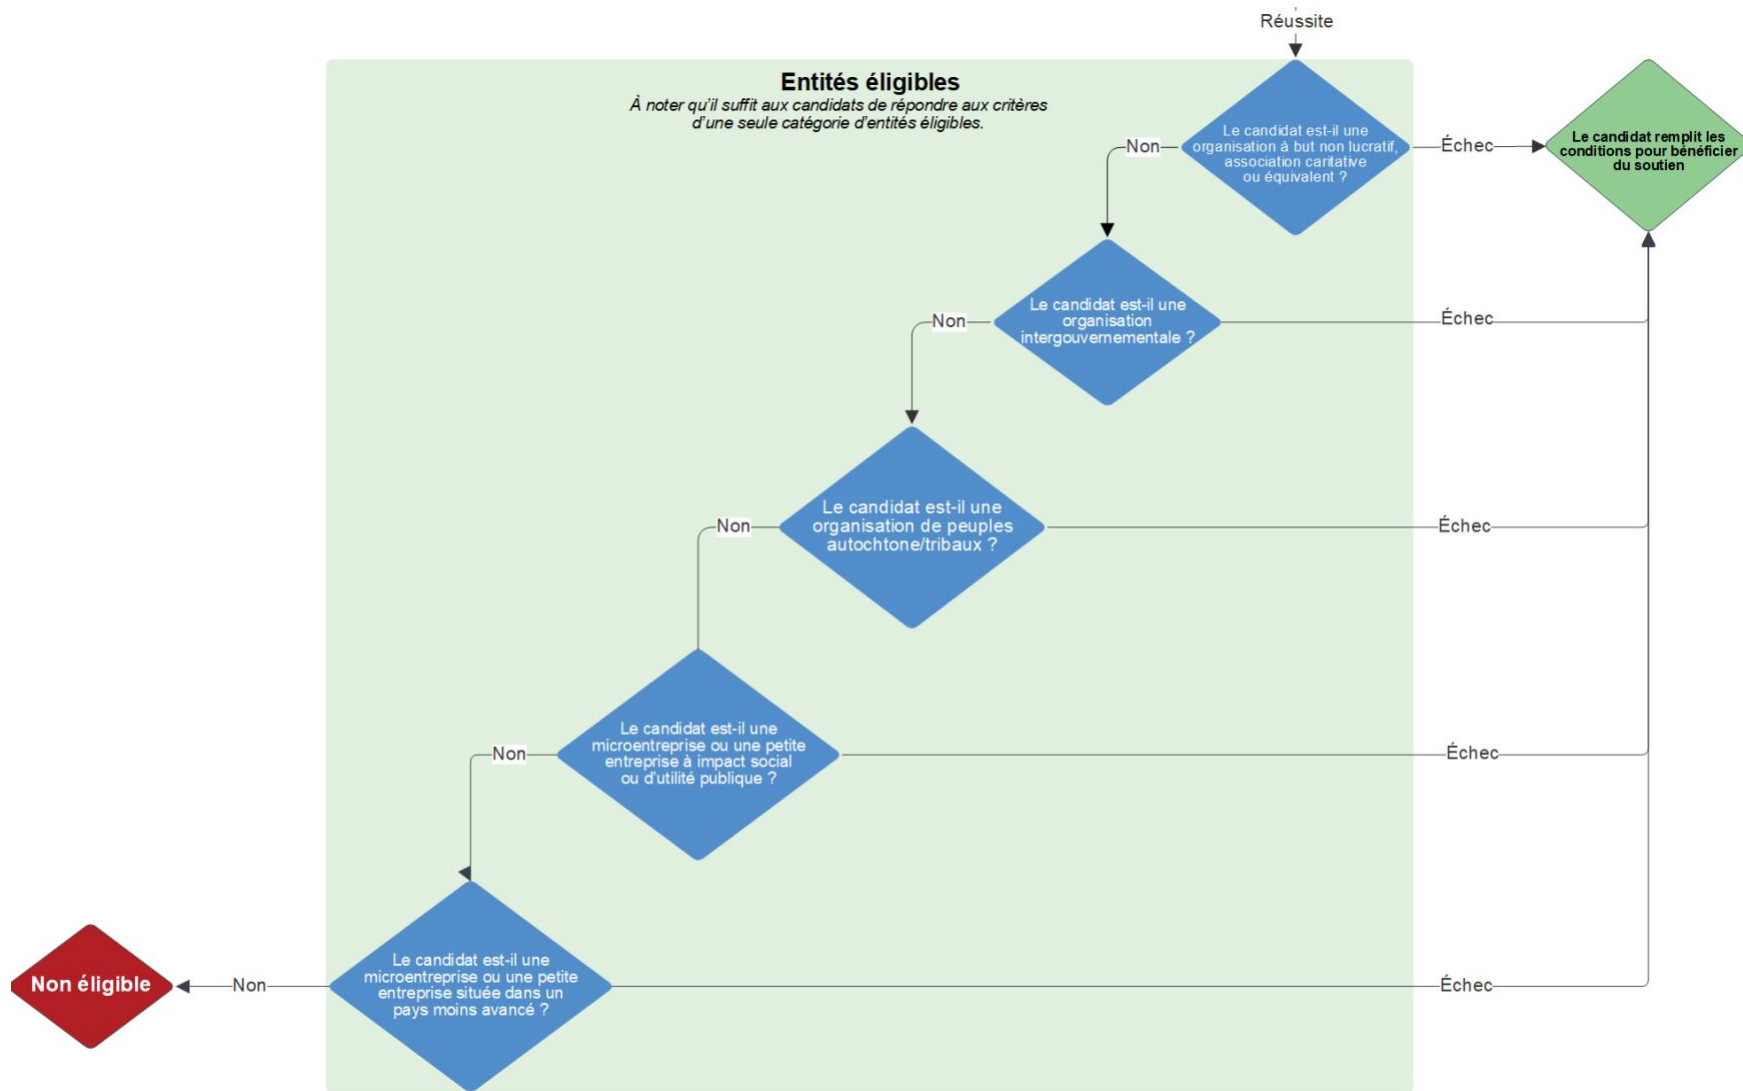 Réussite
Entités éligibles
À noter qu'il suffit aux candidats de répondre aux critères
d'une seule catégorie d'entités éligibles.
Le candidat est-il une
organisation à but non lucratif,
association caritative
ou équivalent ?
Non
Échec
Le candidat remplit les
conditions pour bénéficier
du soutien
Le candidat est-il une
organisation
intergouvernementale ?
Non
Échec
Le candidat est-il une
organisation de peuples
autochtone/tribaux ?
Non
Échec
Le candidat est-il une
microentreprise ou une petite
entreprise à impact social
ou d'utilité publique ?
Non
Échec
Le candidat est-il une
microentreprise ou une petite
entreprise située dans un
pays moins avancé ?
Non
Échec
Non éligible